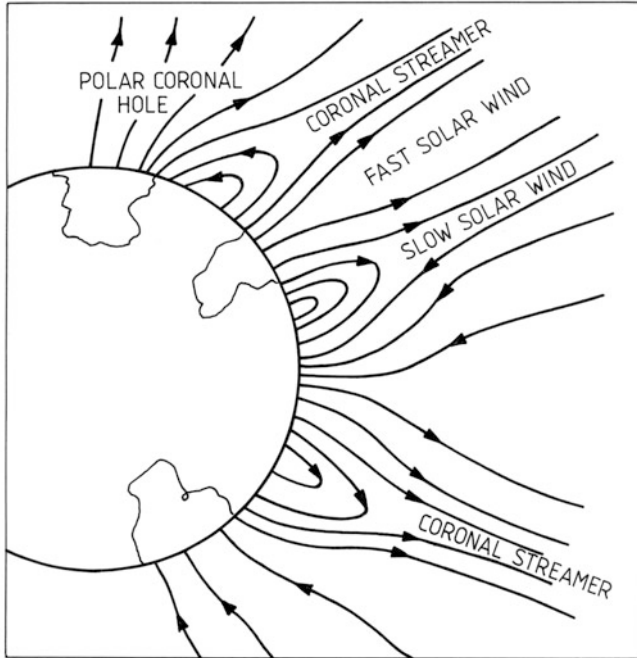 POLAR CORONAL
HOLE
CORONAL STREAMER
FAST SOLAR WIND
SLOW SOLAR WIND
CORONAL STREAMER